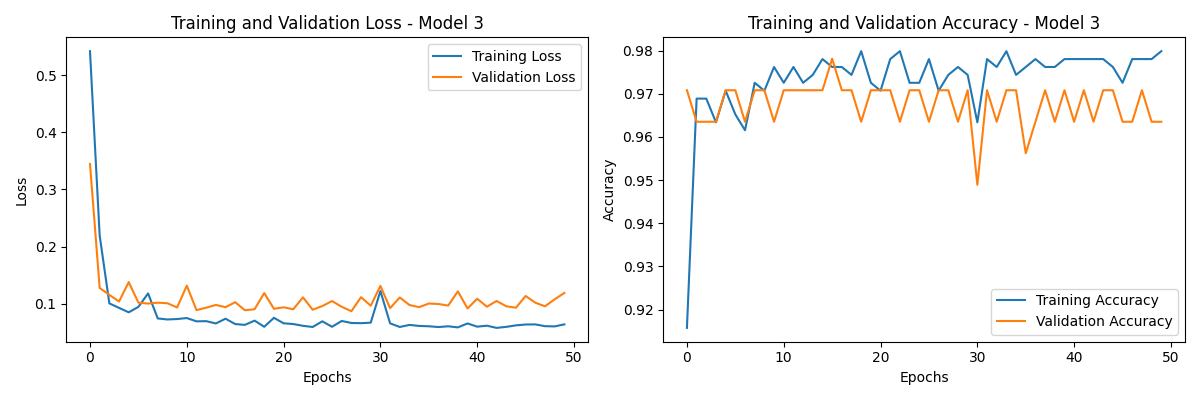 Training and Validation Loss - Model 3
Training Loss
Validation Loss
0.5
0.4
0.3
0.2
0.1
Loss
0
10
20
30
40
50
Epochs
Training and Validation Accuracy - Model 3
0.98
0.97
0.96
0.95
0.94
0.93
0.92
Accuracy
Training Accuracy
Validation Accuracy
0
10
20
30
40
50
Epochs